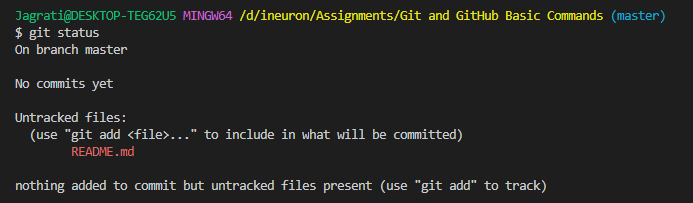 Jagrati@DESKTOP-TEG62U5 MINGW64 /d/ineuron/Assignments/Git and GitHub Basic Commands (master)
$ git status
On branch master

No commits yet

Untracked files:
  (use "git add <file>..." to include in what will be committed)
        README.md

nothing added to commit but untracked files present (use "git add" to track)